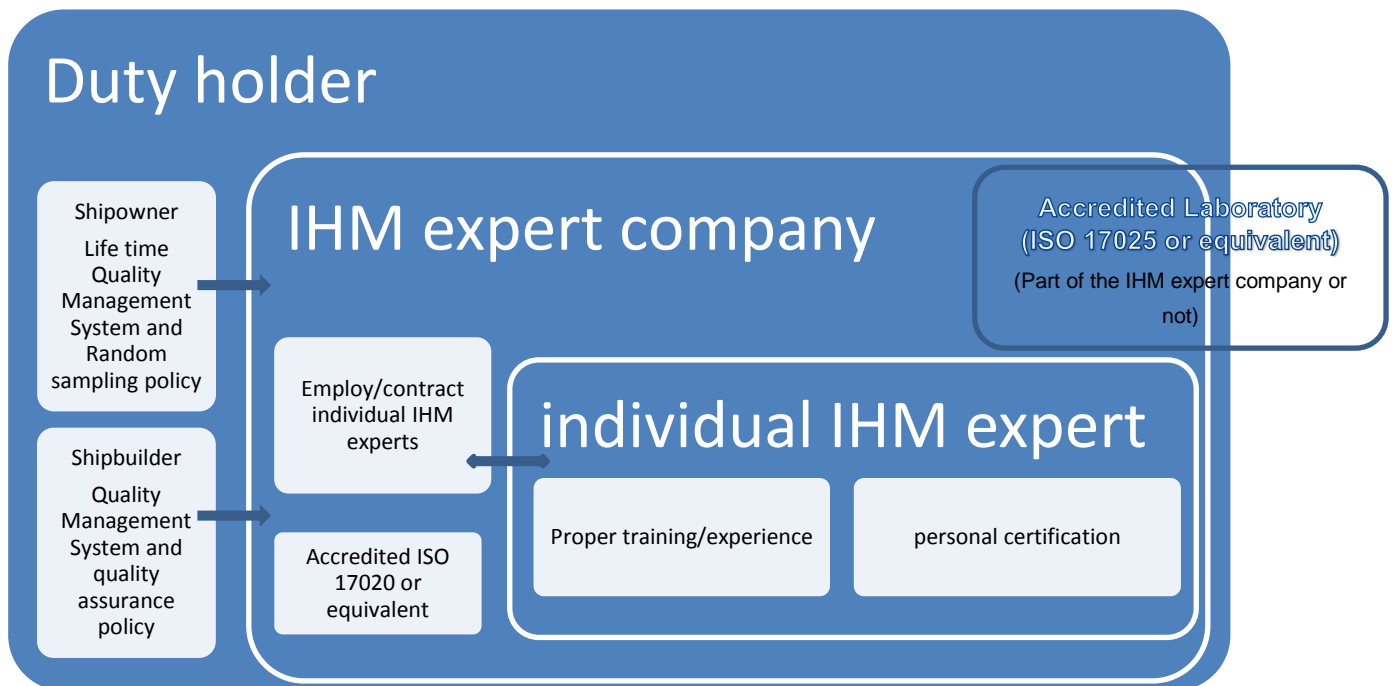 Duty holder
Shipowner
Life time
Quality
Management
System and
Random
sampling policy
Shipbuilder
Quality
Management
System and
quality
assurance
policy
IHM expert company
Accredited Laboratory
(ISO 17025 or equivalent)
(Part of the IHM expert company or
not)
Employ/contract
individual IHM
experts
Accredited ISO
17020 or
equivalent
individual IHM expert
Proper training/experience
personal certification